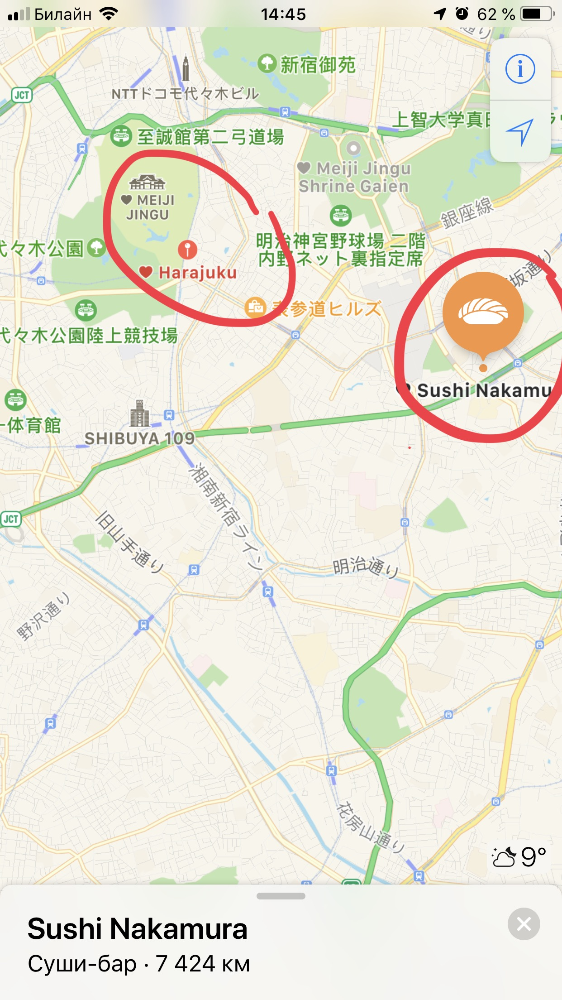 Билайн
14:45
62 %
新宿御苑
JCT
NTTドコモ代々木ビル
上智大学真田
至誠館第二弓道場
Meiji Jingu
Shrine Gaien
MEIJI
JINGU
銀座線
代々木公園
明治神宮野球場 二階
内野ネット裏指定席
坂通り
Harajuku
表参道ヒルズ
代々木公園陸上競技場
Sushi Nakamu
一体育館
SHIBUYA 109
湘南新宿ライン
JCT
旧山手通り
明治通り
野沢通り
花房山通り
9°
Sushi Nakamura
Суши-бар · 7 424 км